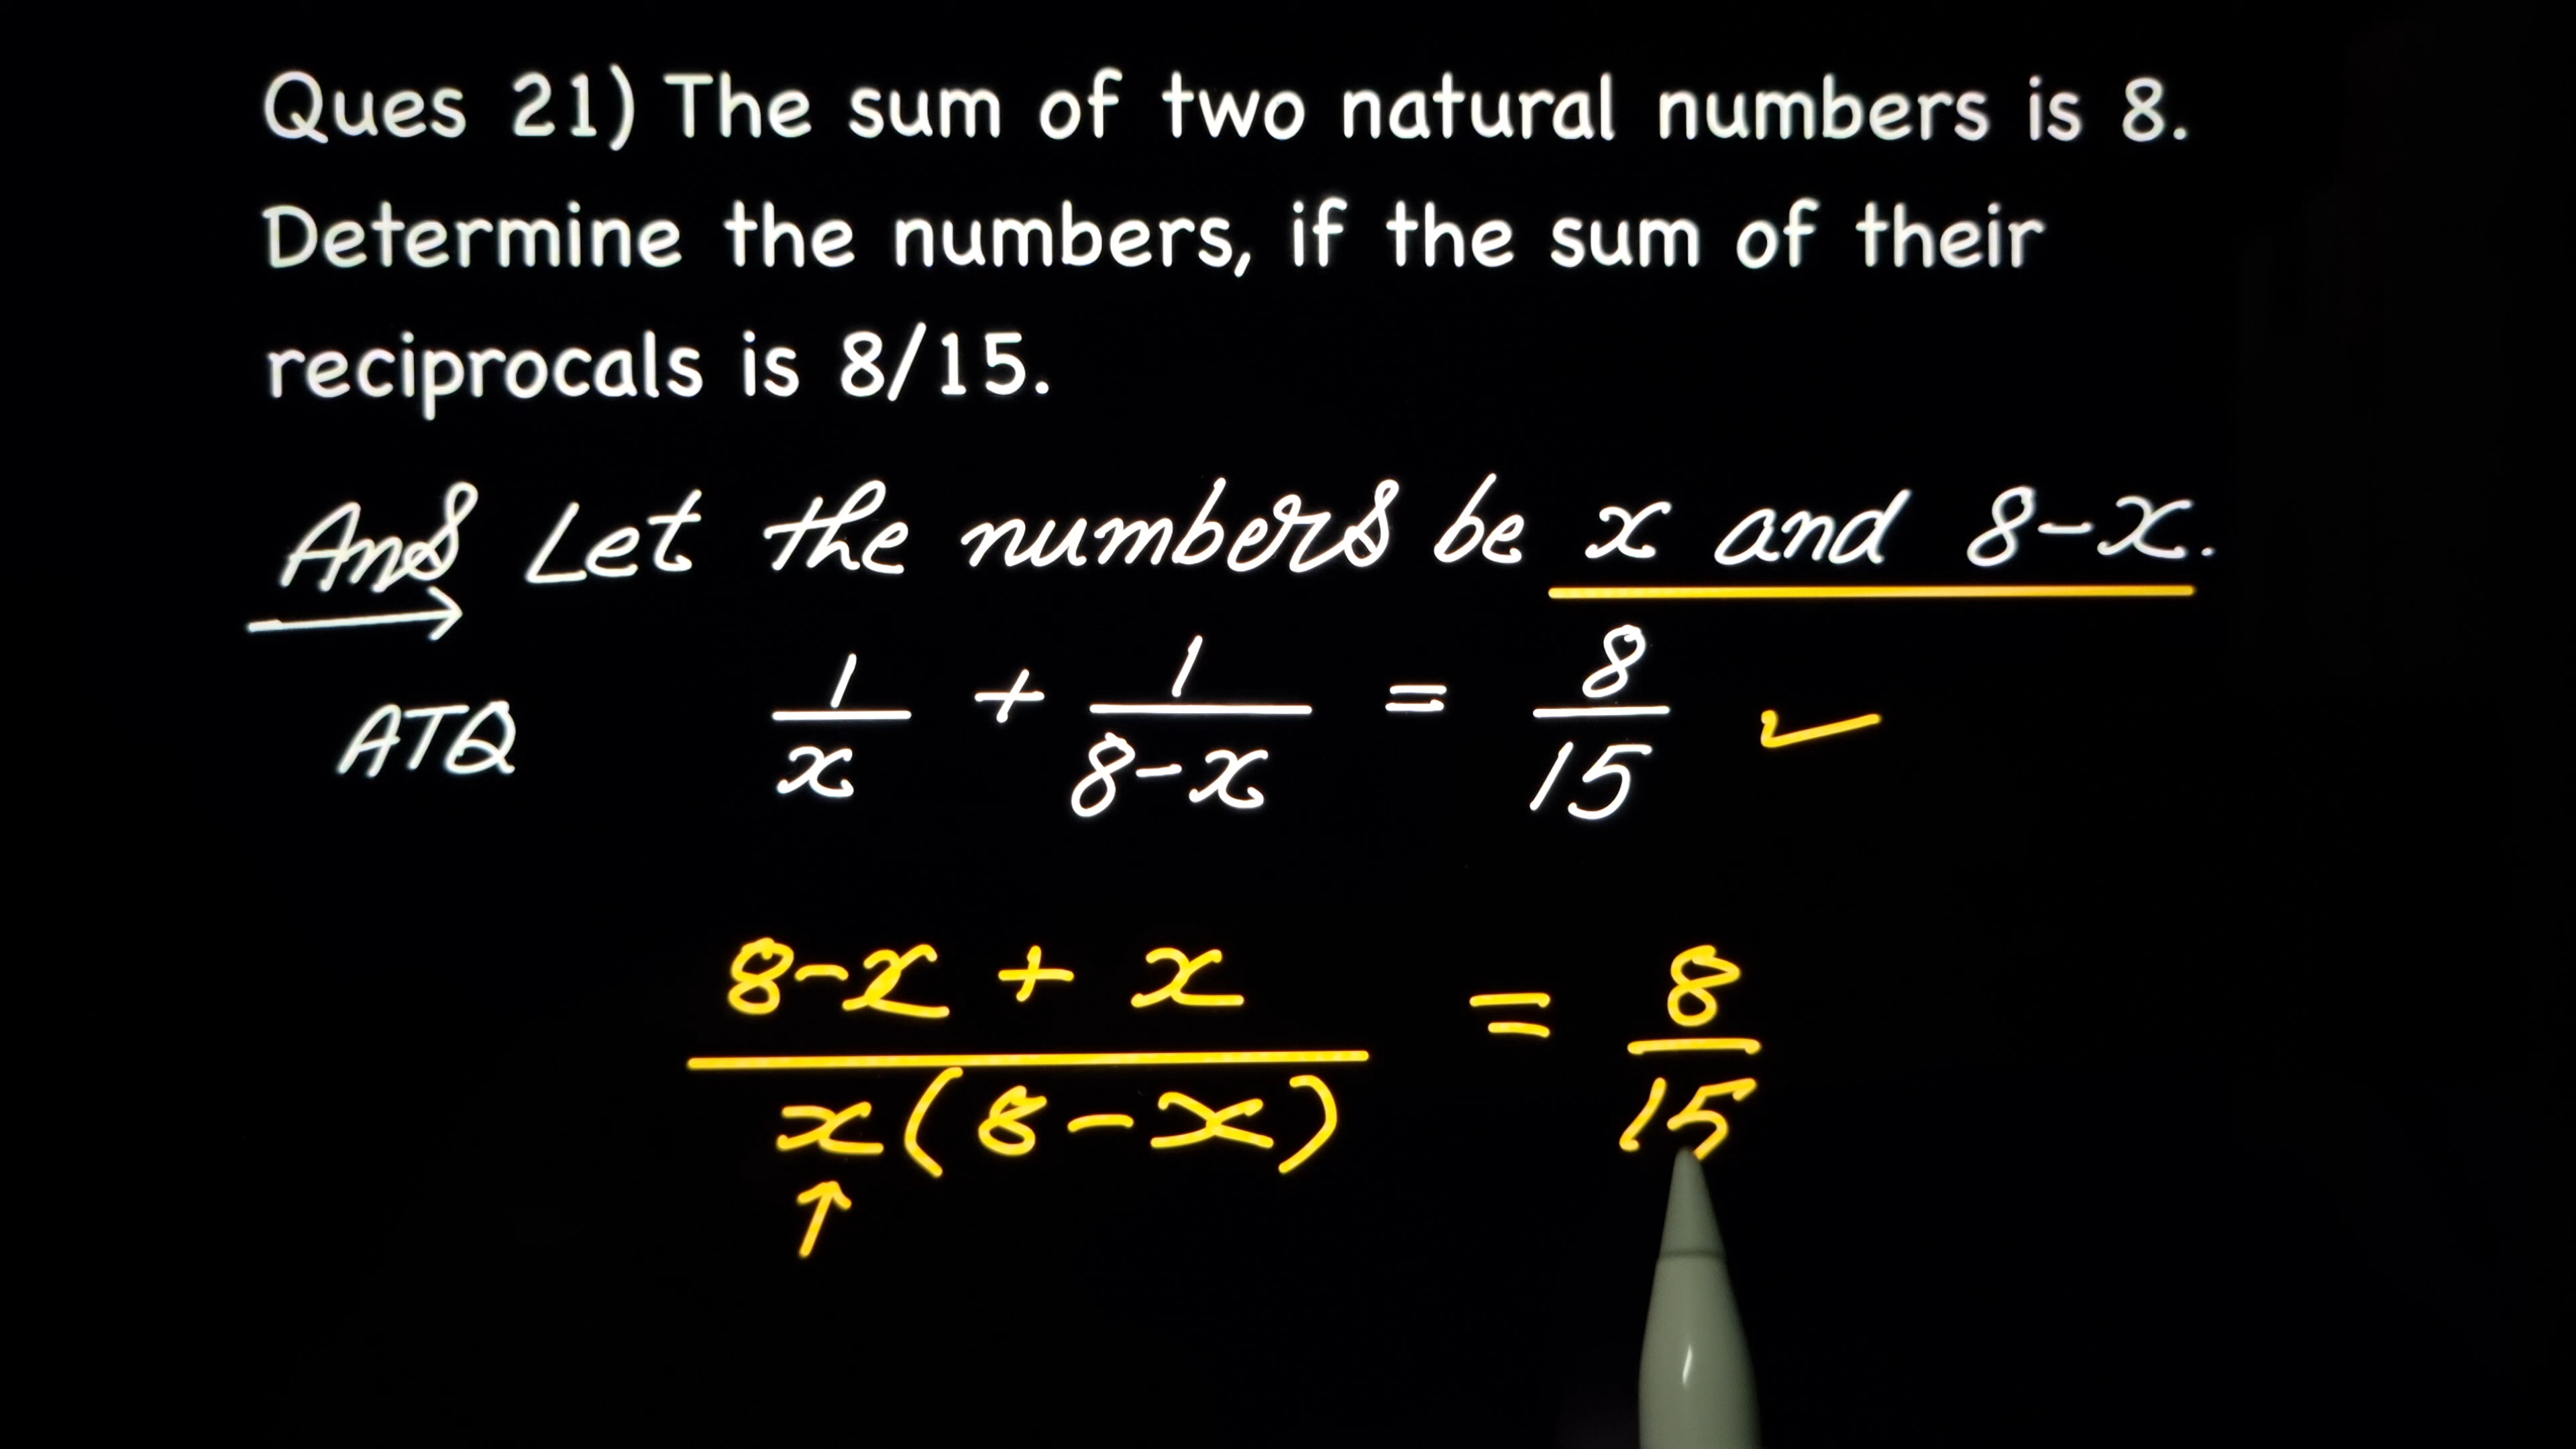 Ques 21) The sum of two natural numbers is 8.
Determine the numbers, if the sum of their
reciprocals is 8/15.
Ans Let the numbers be x and 8-x.
ATQ 1/x + 1/(8-x) = 8/15 ✓
(8-x + x)/(x(8-x)) = 8/15
↑